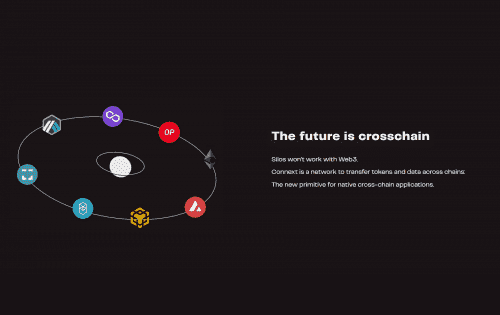 OP
The future is crosschain
Silos won't work with Web3.
Connext is a network to transfer tokens and data across chains:
The new primitive for native cross-chain applications.